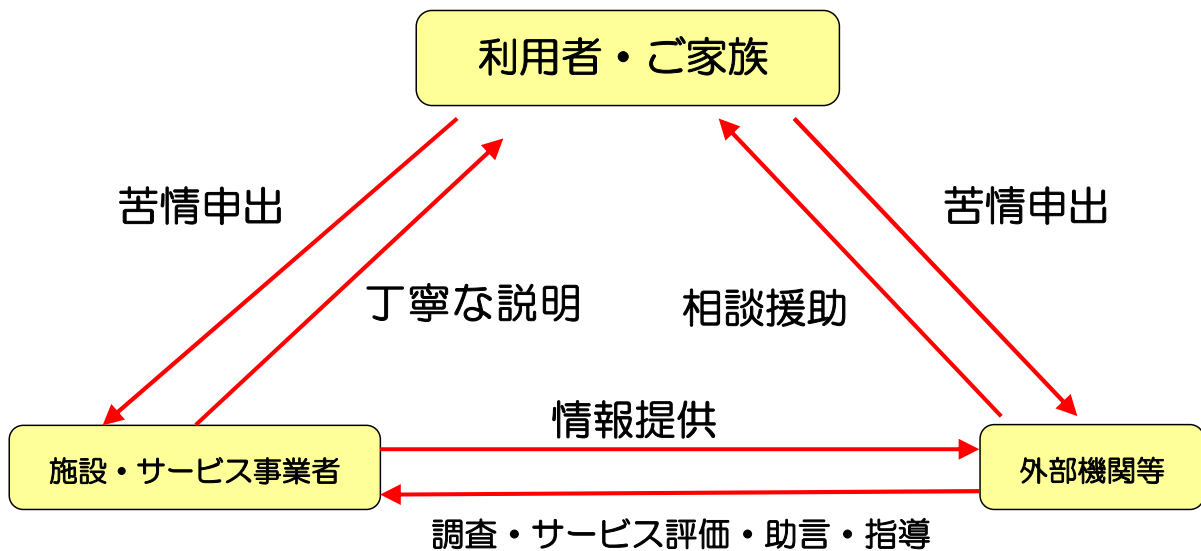 利用者・ご家族
苦情申出
苦情申出
丁寧な説明
相談援助
情報提供
施設・サービス事業者
外部機関等
調査・サービス評価・助言・指導